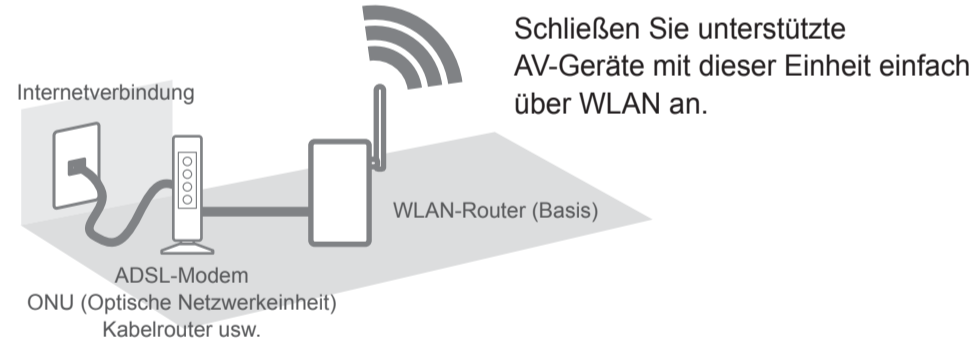 Schließen Sie unterstützte
AV-Geräte mit dieser Einheit einfach
über WLAN an.
Internetverbindung
WLAN-Router (Basis)
ADSL-Modem
ONU (Optische Netzwerkeinheit)
Kabelrouter usw.